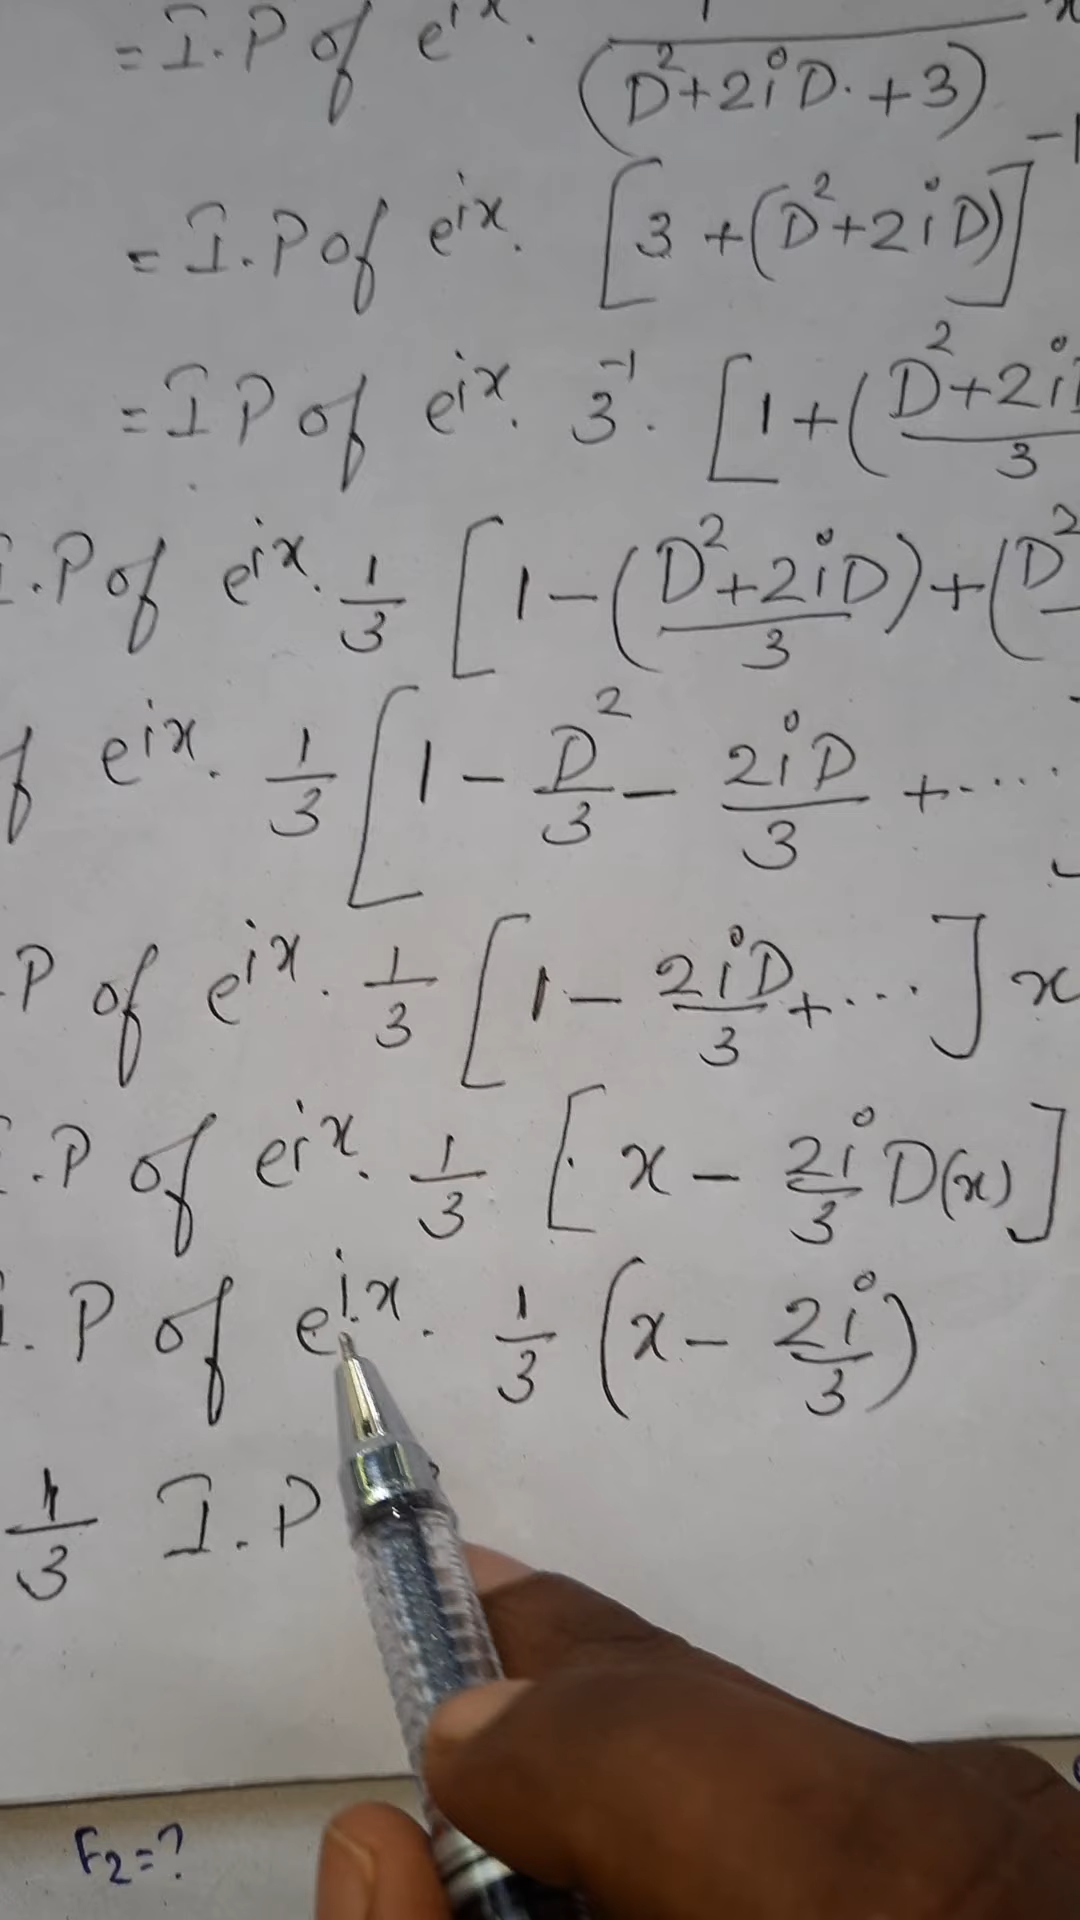 = I.P of e^{ix}. 1/(D²+2iD.+3) x
= I.P of e^{ix}. [3+(D²+2iD)]^{-1}
= I P of e^{ix}. 3^{-1}. [1+(D²+2iD/3
I.P of e^{ix}. 1/3 [1-(D²+2iD/3)+(D²
f e^{ix}. 1/3 [1 - D²/3 - 2iD/3 +....
.P of e^{ix}. 1/3 [1 - 2iD/3 +...] x
I.P of e^{ix}. 1/3 [x - 2i/3 D(x)]
I.P of e^{ix}. 1/3 (x - 2i/3)
1/3 I.P
F₂=?